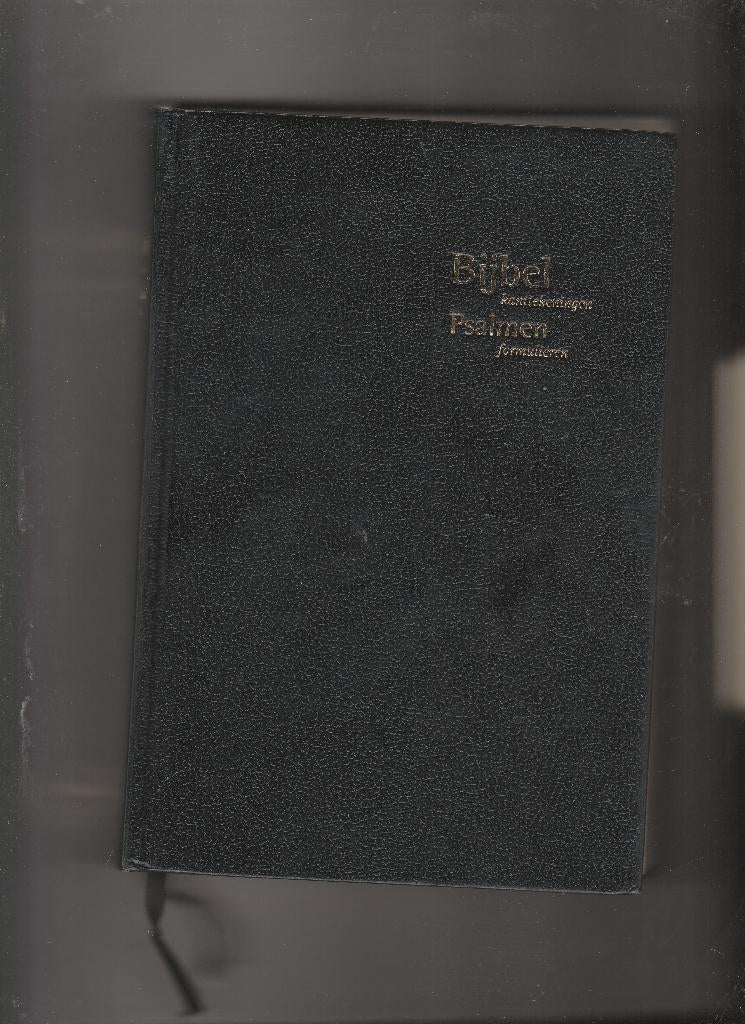 Bijbel
kanttekeningen
Psalmen
formulieren